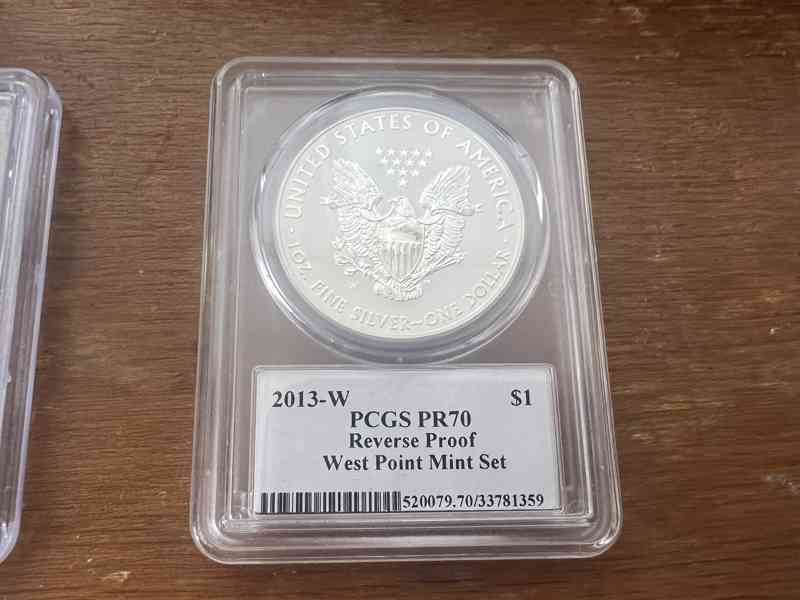 UNITED STATES OF AMERICA
1 OZ. FINE SILVER~ONE DOLLAR
2013-W $1
PCGS PR70
Reverse Proof
West Point Mint Set
520079.70/33781359